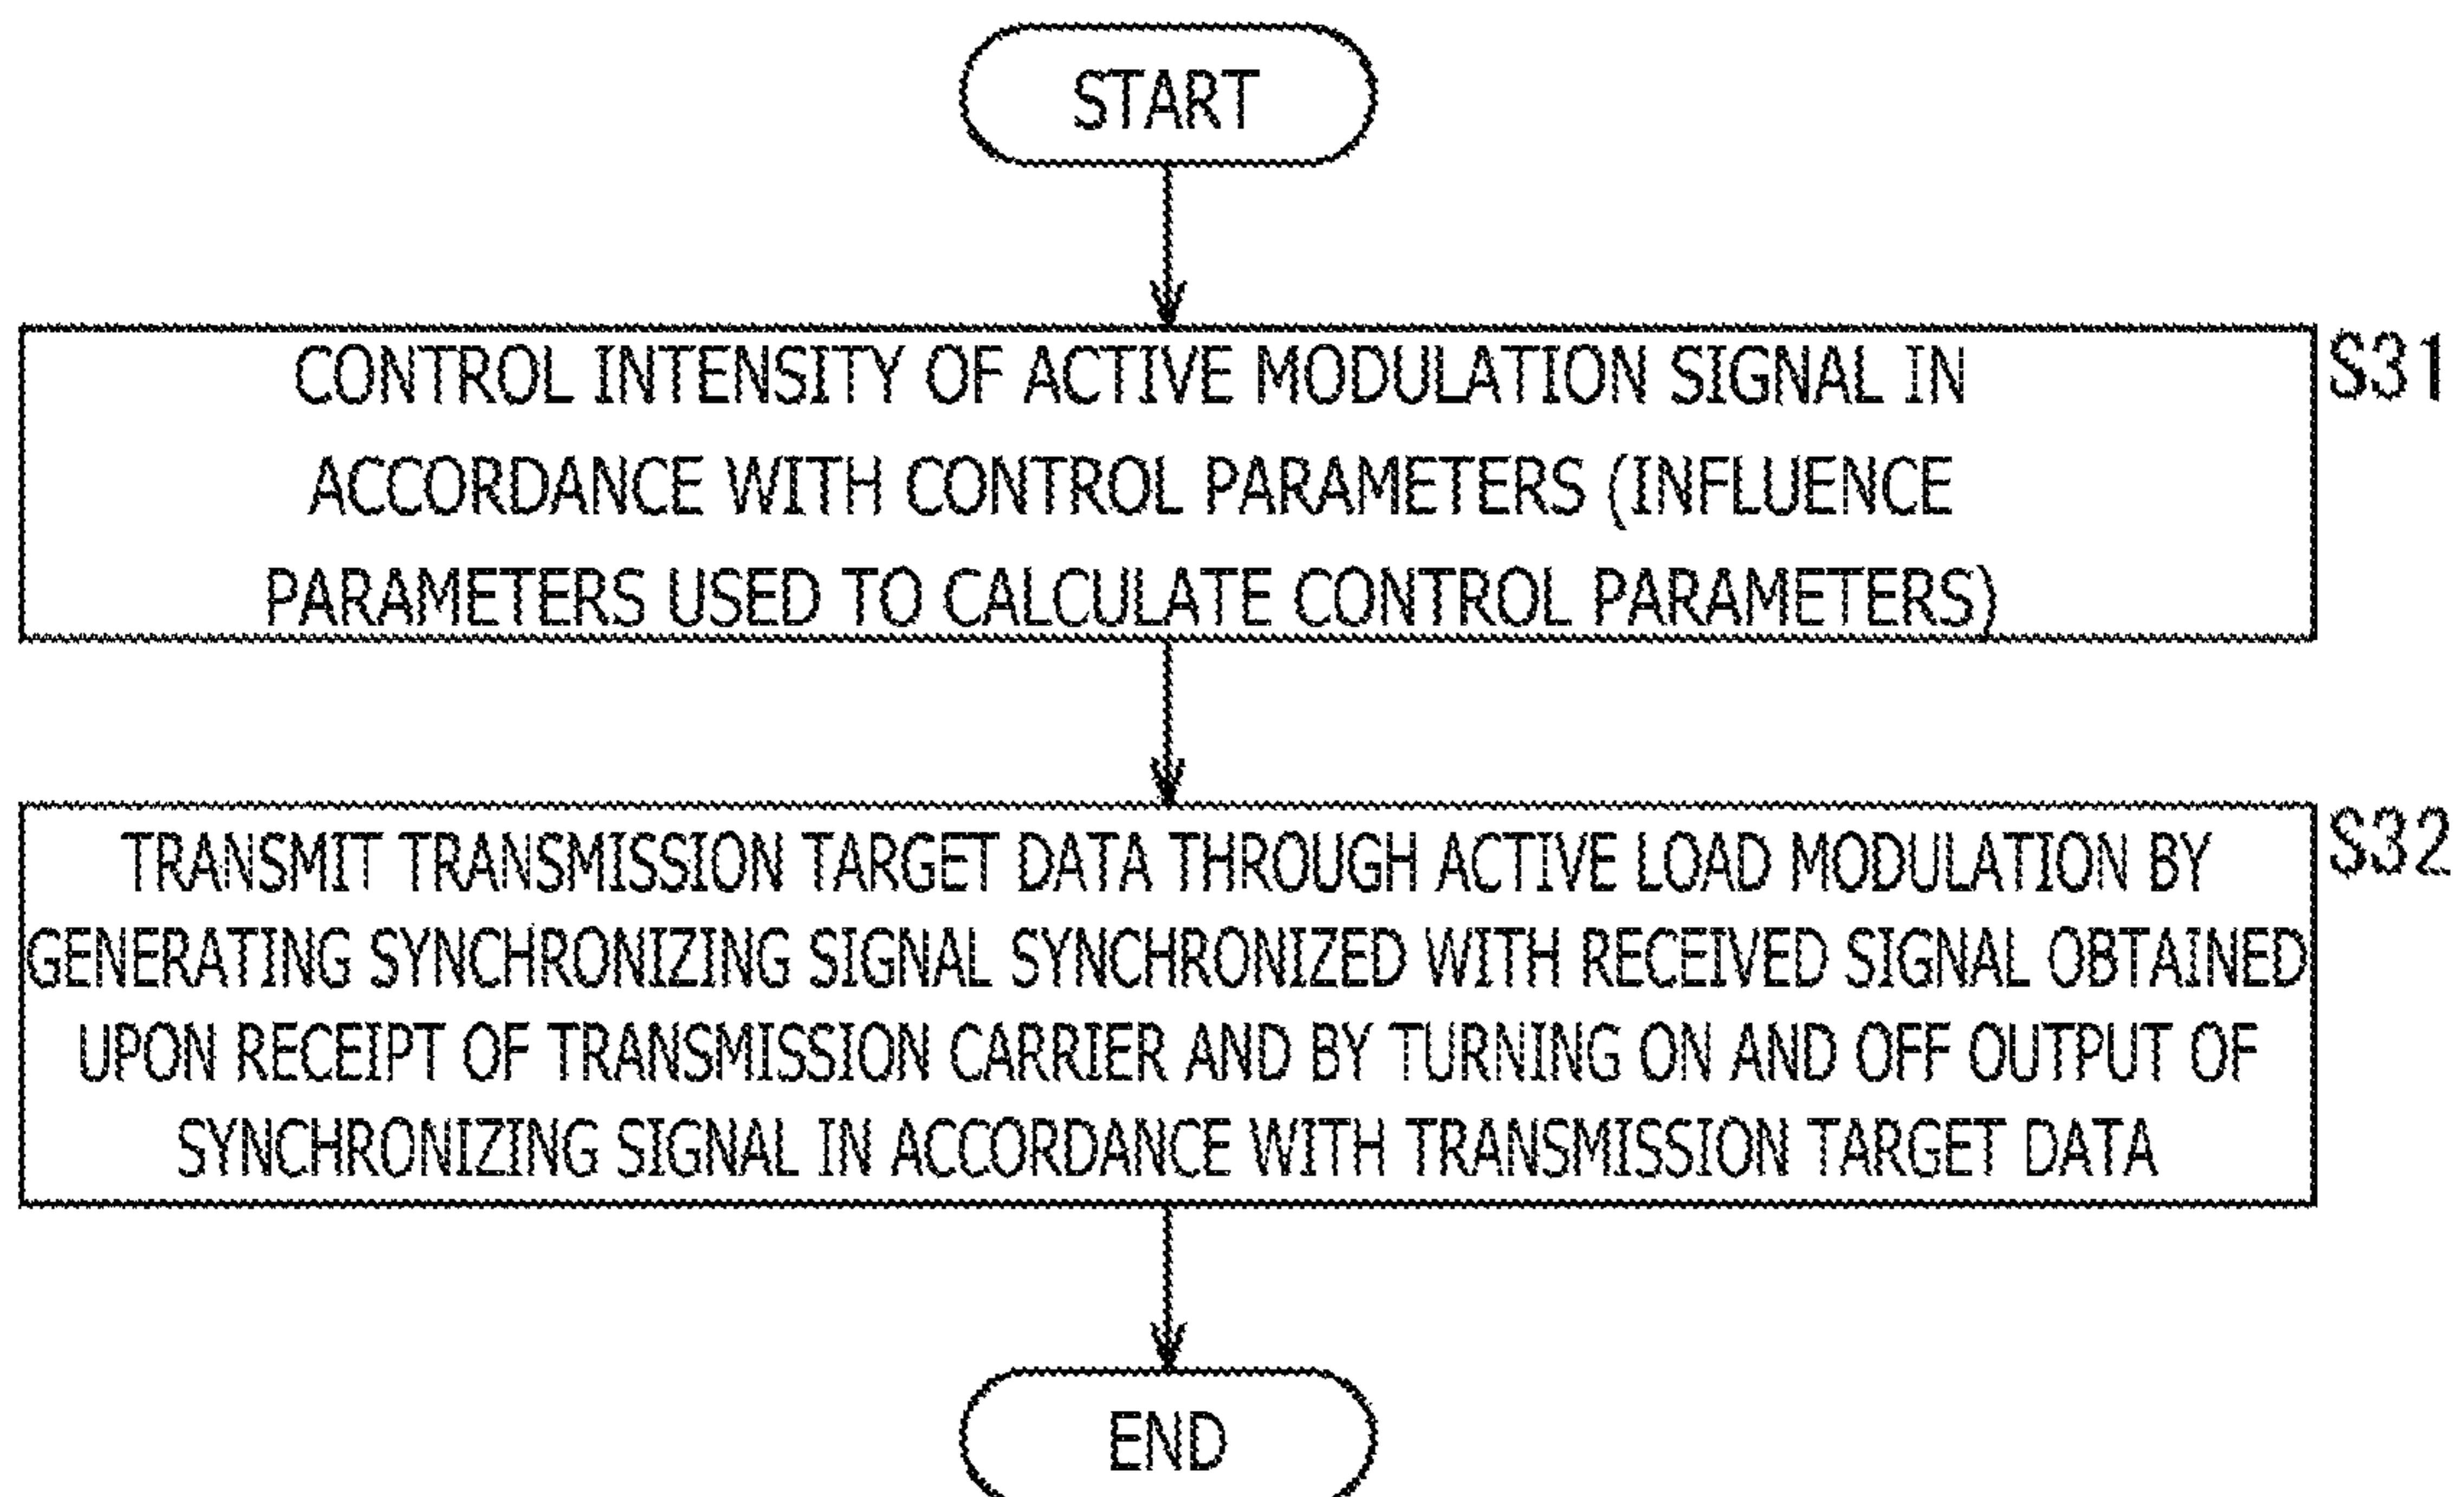 START
CONTROL INTENSITY OF ACTIVE MODULATION SIGNAL IN
ACCORDANCE WITH CONTROL PARAMETERS (INFLUENCE
PARAMETERS USED TO CALCULATE CONTROL PARAMETERS)
S31
TRANSMIT TRANSMISSION TARGET DATA THROUGH ACTIVE LOAD MODULATION BY
GENERATING SYNCHRONIZING SIGNAL SYNCHRONIZED WITH RECEIVED SIGNAL OBTAINED
UPON RECEIPT OF TRANSMISSION CARRIER AND BY TURNING ON AND OFF OUTPUT OF
SYNCHRONIZING SIGNAL IN ACCORDANCE WITH TRANSMISSION TARGET DATA
S32
END